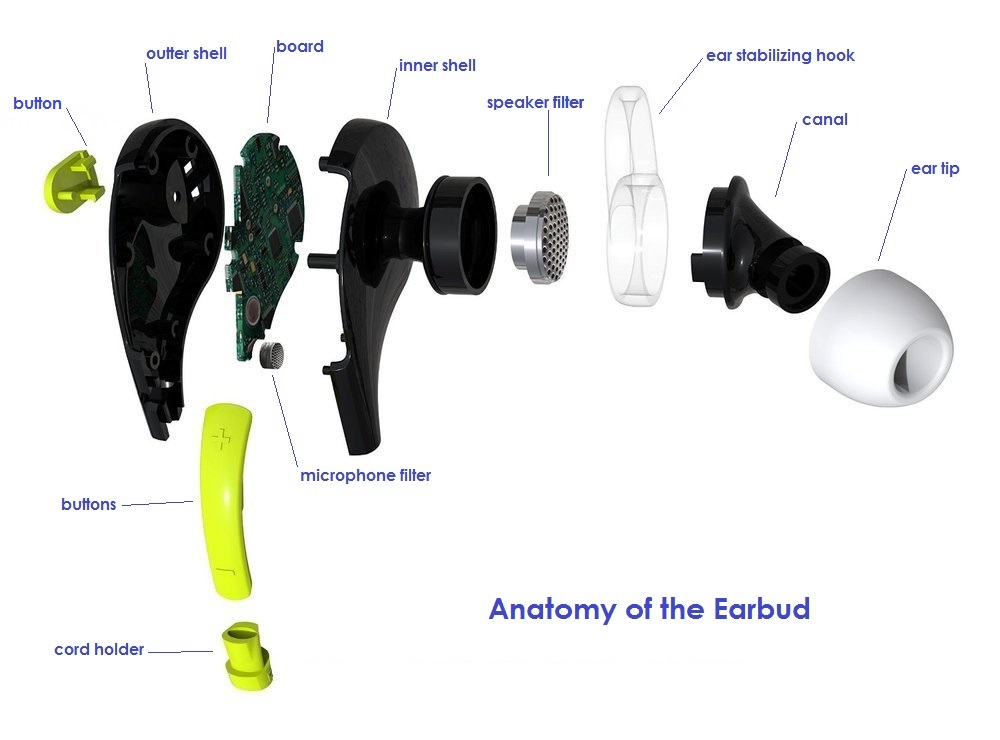 outter shell
board
inner shell
ear stabilizing hook
button
speaker filter
canal
ear tip
microphone filter
buttons
Anatomy of the Earbud
cord holder